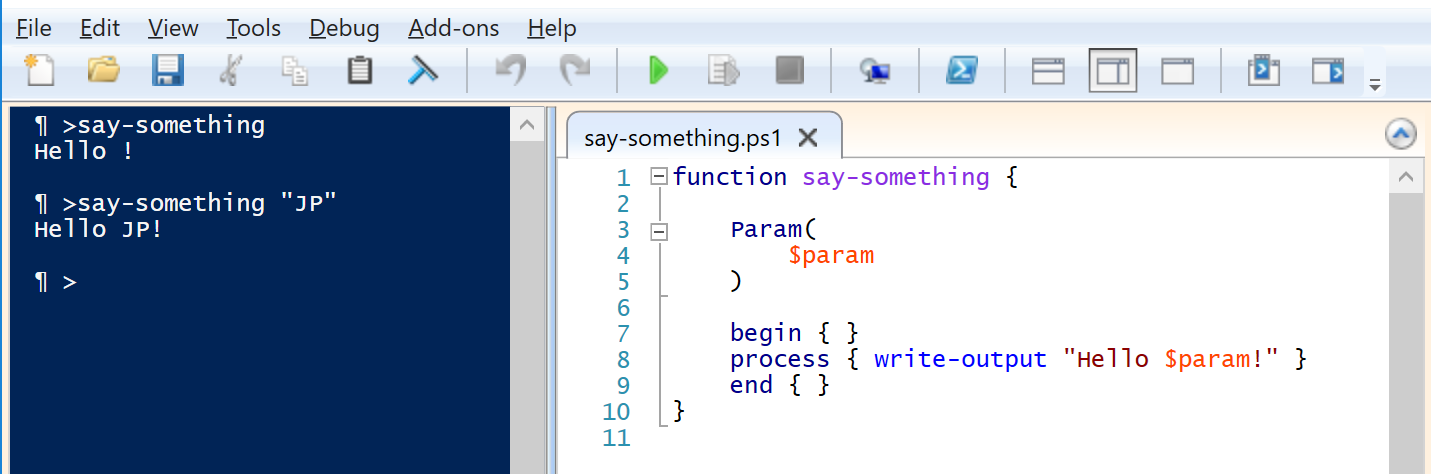 File Edit View Tools Debug Add-ons Help
¶ >say-something
Hello !
¶ >say-something "JP"
Hello JP!
¶ >
say-something.ps1
1 function say-something {
2
3 Param(
4 $param
5 )
6
7 begin { }
8 process { write-output "Hello $param!" }
9 end { }
10 }
11